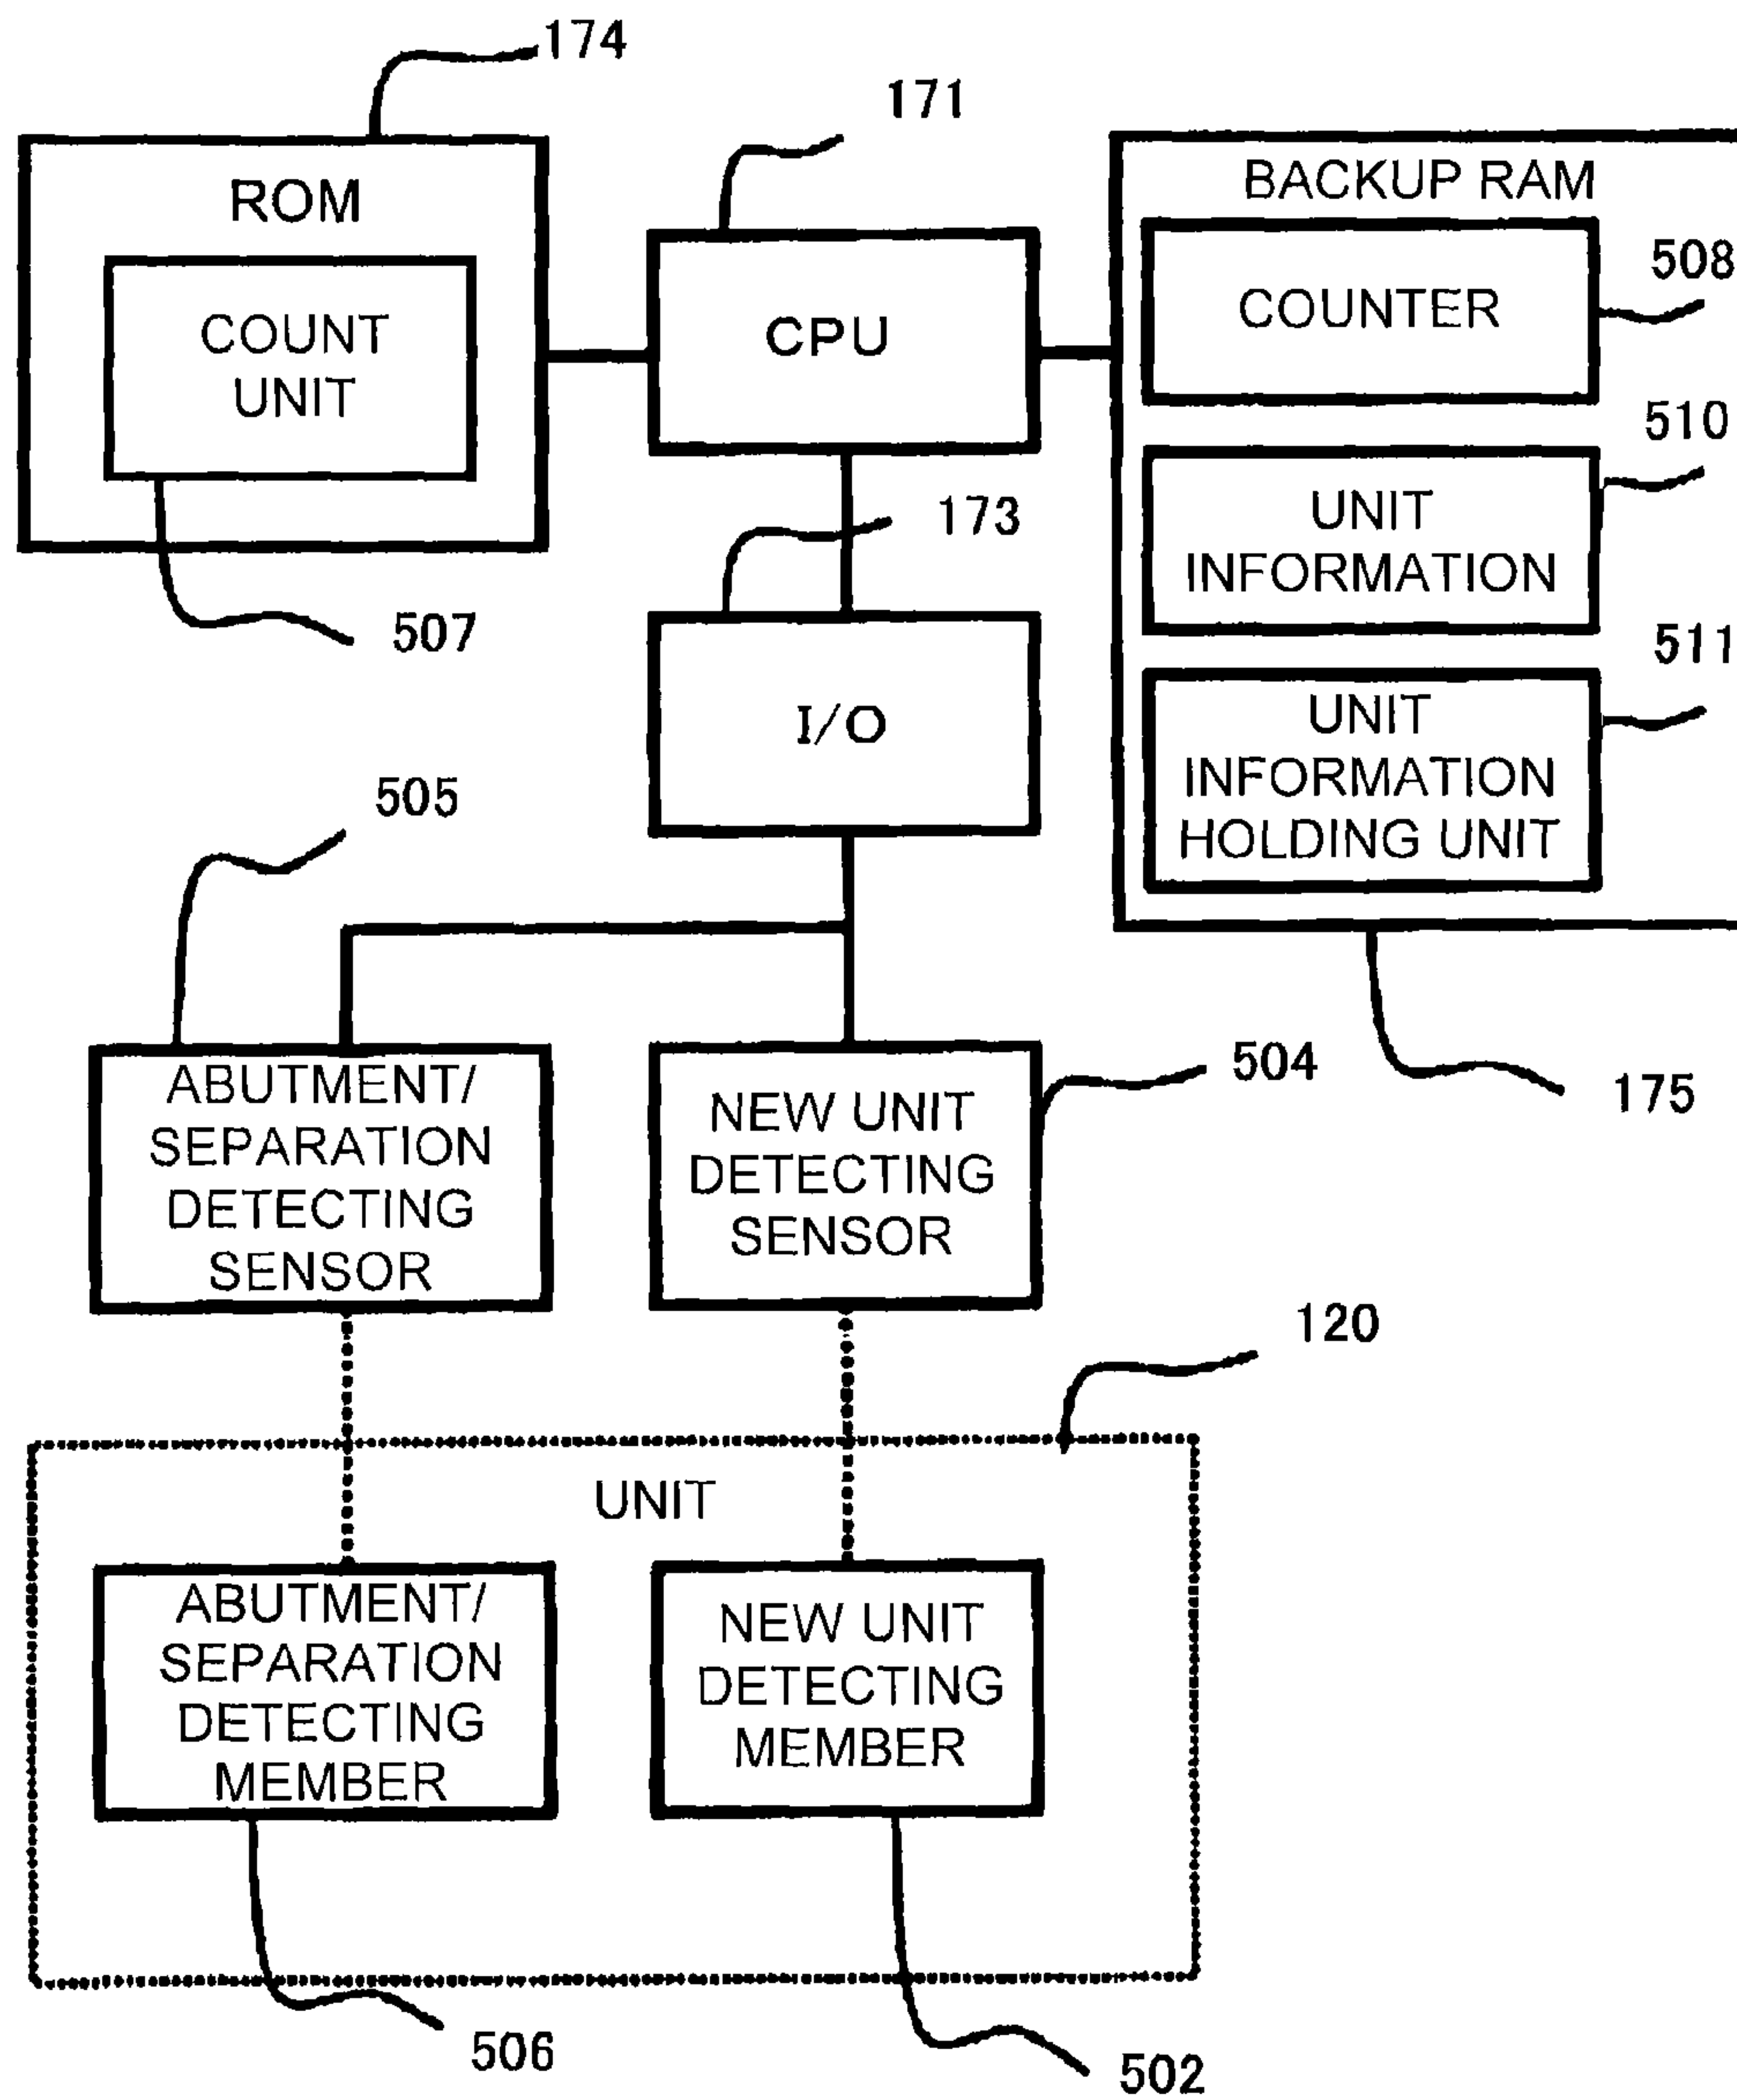 174
171
ROM
BACKUP RAM
COUNT
UNIT
CPU
COUNTER
508
510
173
UNIT
INFORMATION
507
511
I/O
UNIT
INFORMATION
HOLDING UNIT
505
ABUTMENT/
SEPARATION
DETECTING
SENSOR
NEW UNIT
DETECTING
SENSOR
504
175
120
UNIT
ABUTMENT/
SEPARATION
DETECTING
MEMBER
NEW UNIT
DETECTING
MEMBER
506
502